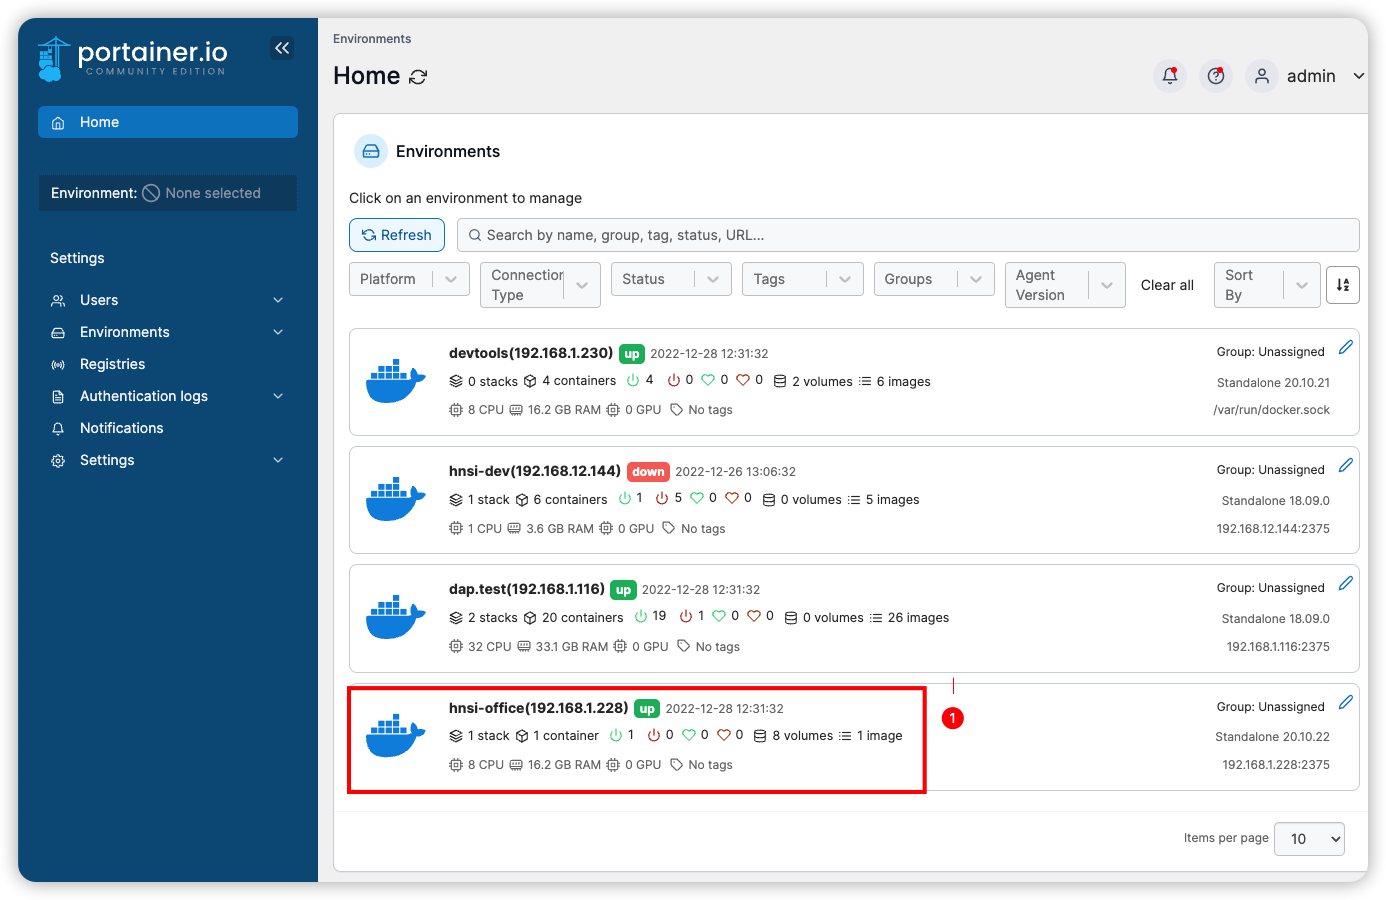 portainer.io
COMMUNITY EDITION
Home
Environment: None selected
Settings
Users
Environments
Registries
Authentication logs
Notifications
Settings
Environments
Home
admin
Environments
Click on an environment to manage
Refresh
Search by name, group, tag, status, URL...
Platform
Connection Type
Status
Tags
Groups
Agent Version
Clear all
Sort By
devtools(192.168.1.230) up 2022-12-28 12:31:32
Group: Unassigned
0 stacks 4 containers 4 0 0 0 2 volumes 6 images
Standalone 20.10.21
8 CPU 16.2 GB RAM 0 GPU No tags
/var/run/docker.sock
hnsi-dev(192.168.12.144) down 2022-12-26 13:06:32
Group: Unassigned
1 stack 6 containers 1 5 0 0 0 volumes 5 images
Standalone 18.09.0
1 CPU 3.6 GB RAM 0 GPU No tags
192.168.12.144:2375
dap.test(192.168.1.116) up 2022-12-28 12:31:32
Group: Unassigned
2 stacks 20 containers 19 1 0 0 0 volumes 26 images
Standalone 18.09.0
32 CPU 33.1 GB RAM 0 GPU No tags
192.168.1.116:2375
hnsi-office(192.168.1.228) up 2022-12-28 12:31:32
Group: Unassigned
1
1 stack 1 container 1 0 0 0 8 volumes 1 image
Standalone 20.10.22
8 CPU 16.2 GB RAM 0 GPU No tags
192.168.1.228:2375
Items per page 10